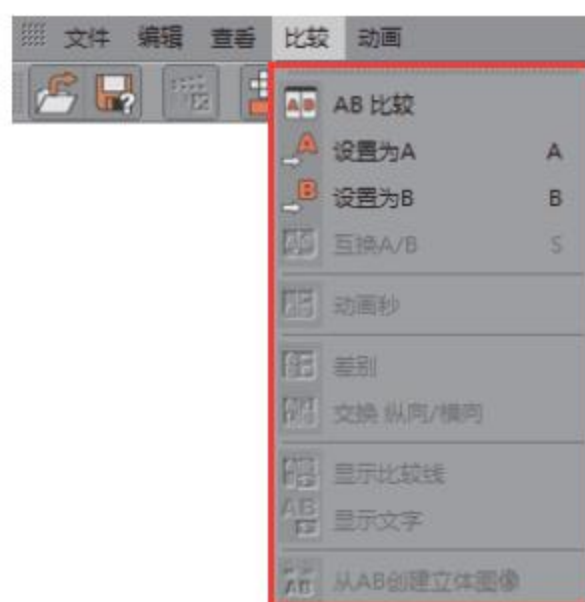 文件 编辑 查看 比较 动画
AB 比较
设置为A A
设置为B B
互换A/B S
动画秒
差别
交换 纵向/横向
显示比较线
显示文字
从AB创建立体图像